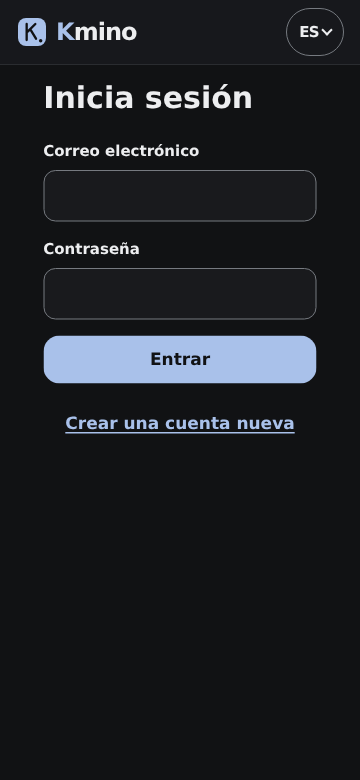 K. Kmino
ES
Inicia sesión
Correo electrónico
Contraseña
Entrar
Crear una cuenta nueva